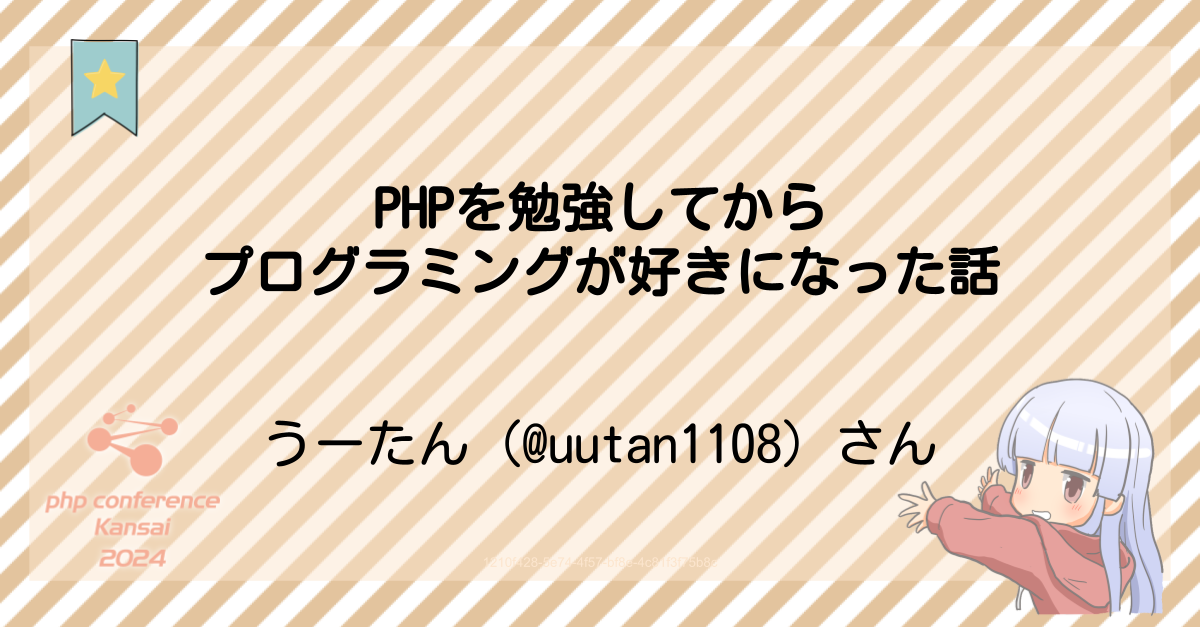 PHPを勉強してから
プログラミングが好きになった話
うーたん（@uutan1108）さん
php conference
Kansai
2024